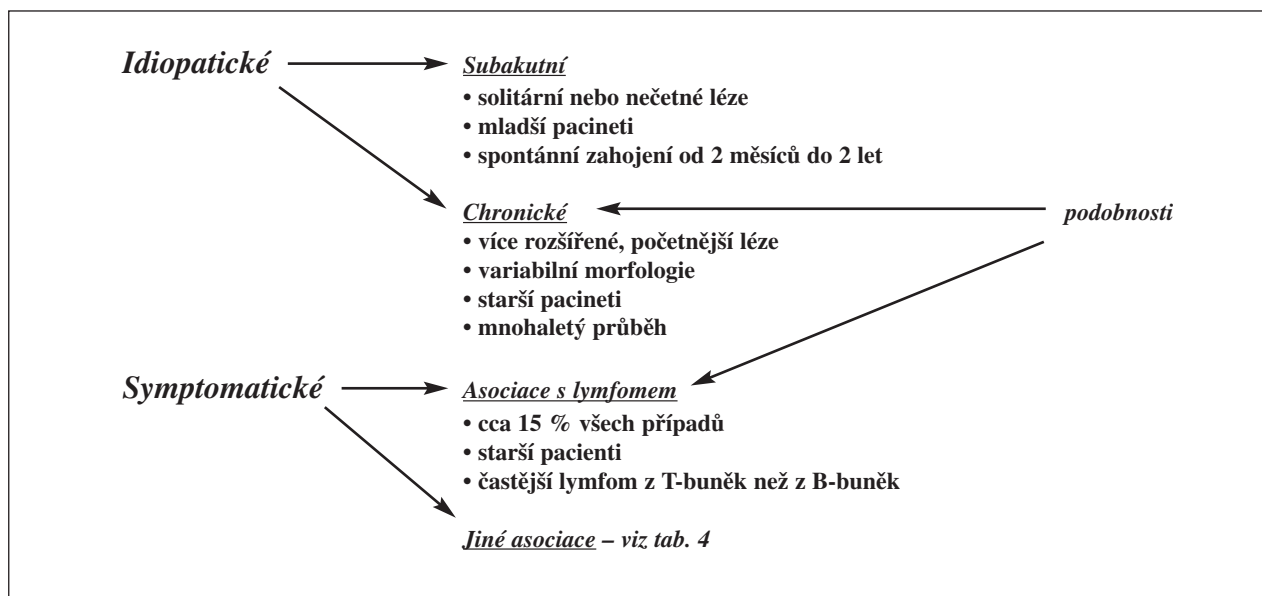 Idiopatické
Subakutní
• solitární nebo nečetné léze
• mladší pacineti
• spontánní zahojení od 2 měsíců do 2 let
Chronické
podobnosti
• více rozšířené, početnější léze
• variabilní morfologie
• starší pacineti
• mnohaletý průběh
Symptomatické
Asociace s lymfomem
• cca 15 % všech případů
• starší pacienti
• častější lymfom z T-buněk než z B-buněk
Jiné asociace – viz tab. 4